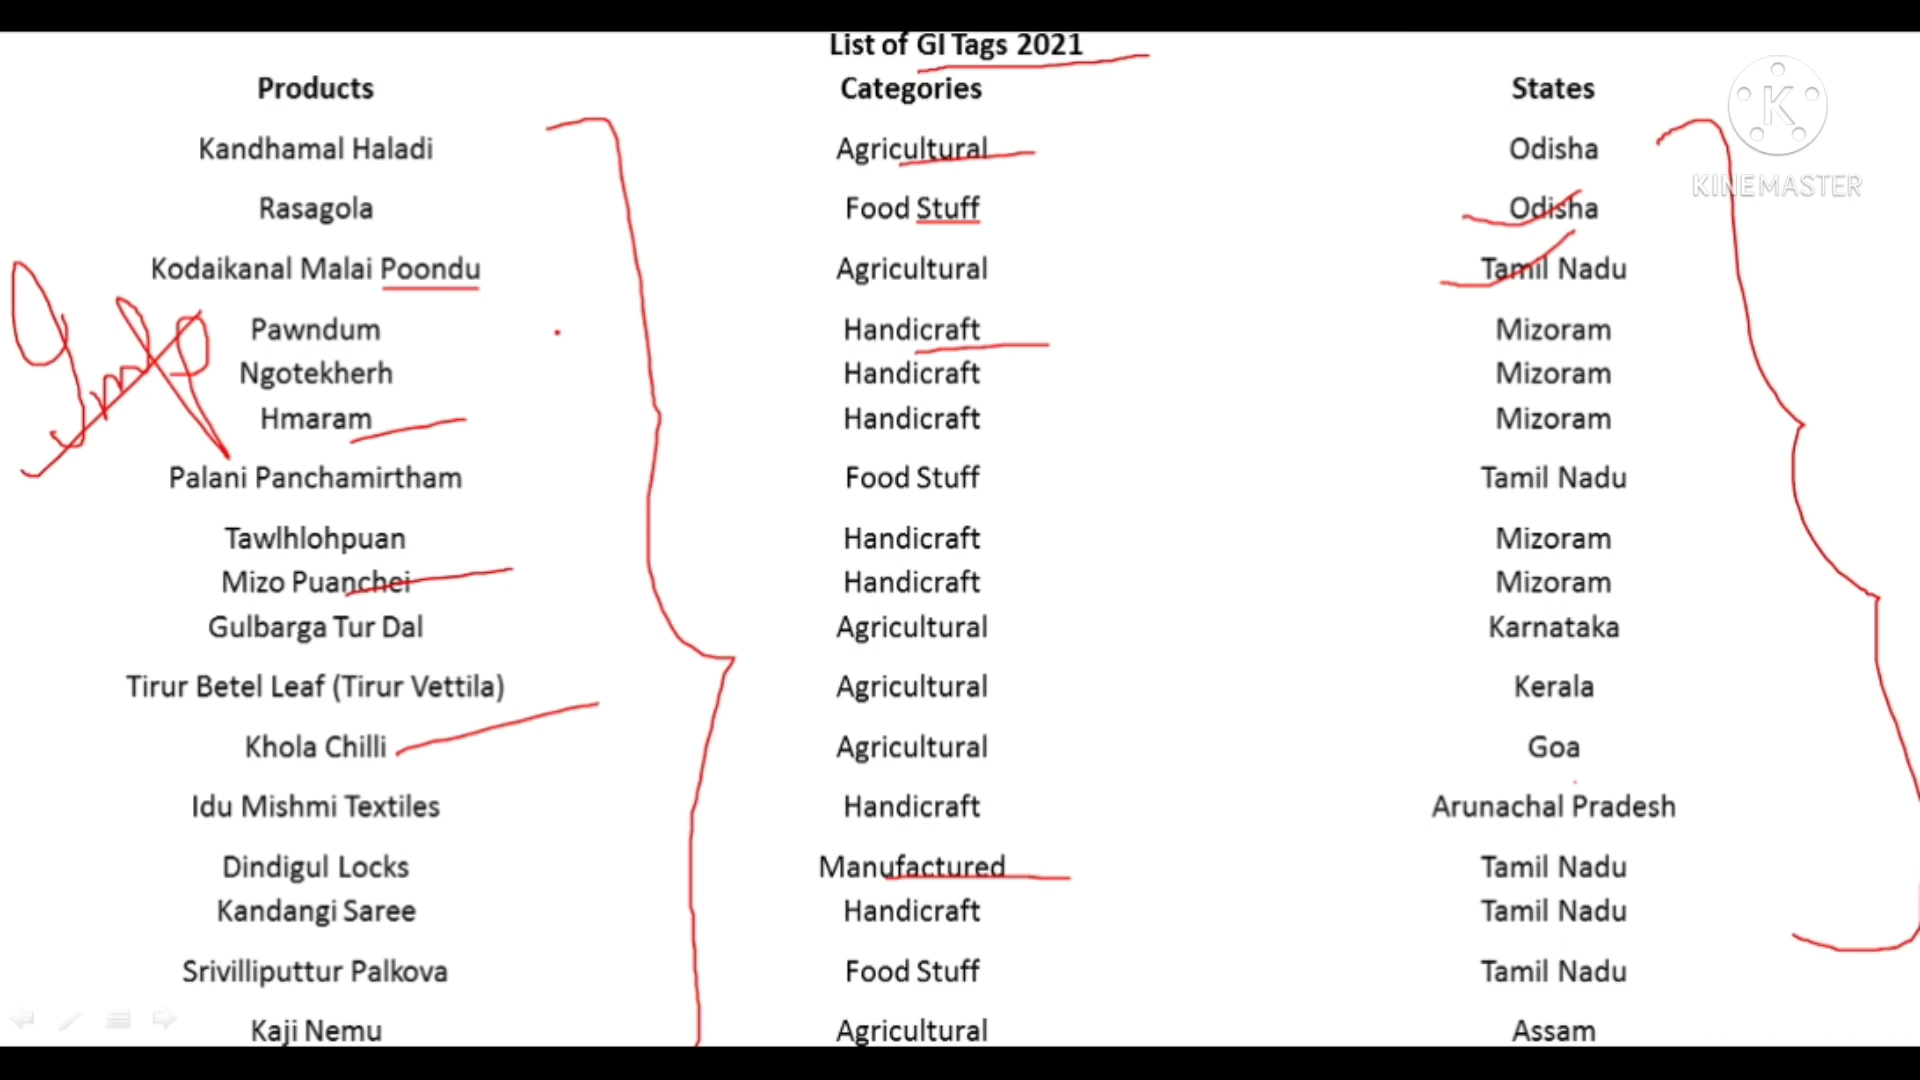 List of GI Tags 2021
Products Categories States
Kandhamal Haladi Agricultural Odisha
Rasagola Food Stuff Odisha
Kodaikanal Malai Poondu Agricultural Tamil Nadu
Pawndum Handicraft Mizoram
Ngotekherh Handicraft Mizoram
Hmaram Handicraft Mizoram
Palani Panchamirtham Food Stuff Tamil Nadu
Tawlhlohpuan Handicraft Mizoram
Mizo Puanchei Handicraft Mizoram
Gulbarga Tur Dal Agricultural Karnataka
Tirur Betel Leaf (Tirur Vettila) Agricultural Kerala
Khola Chilli Agricultural Goa
Idu Mishmi Textiles Handicraft Arunachal Pradesh
Dindigul Locks Manufactured Tamil Nadu
Kandangi Saree Handicraft Tamil Nadu
Srivilliputtur Palkova Food Stuff Tamil Nadu
Kaji Nemu Agricultural Assam
Imp
K
KINEMASTER